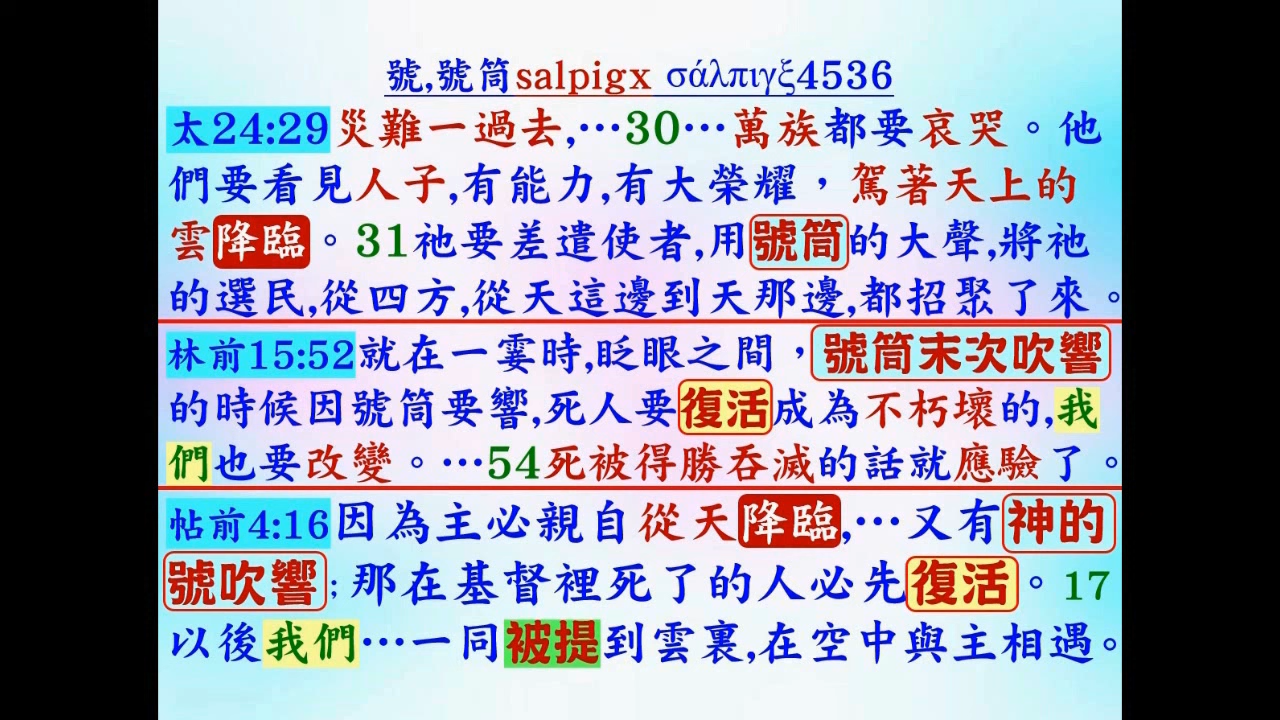 號,號筒salpigx σάλπιγξ4536
太24:29災難一過去,…30…萬族都要哀哭。他
們要看見人子,有能力,有大榮耀，駕著天上的
雲降臨。31祂要差遣使者,用號筒的大聲,將祂
的選民,從四方,從天這邊到天那邊,都招聚了來。
林前15:52就在一霎時,眨眼之間，號筒末次吹響
的時候因號筒要響,死人要復活成為不朽壞的,我
們也要改變。…54死被得勝吞滅的話就應驗了。
帖前4:16因為主必親自從天降臨,…又有神的
號吹響;那在基督裡死了的人必先復活。17
以後我們…一同被提到雲裏,在空中與主相遇。